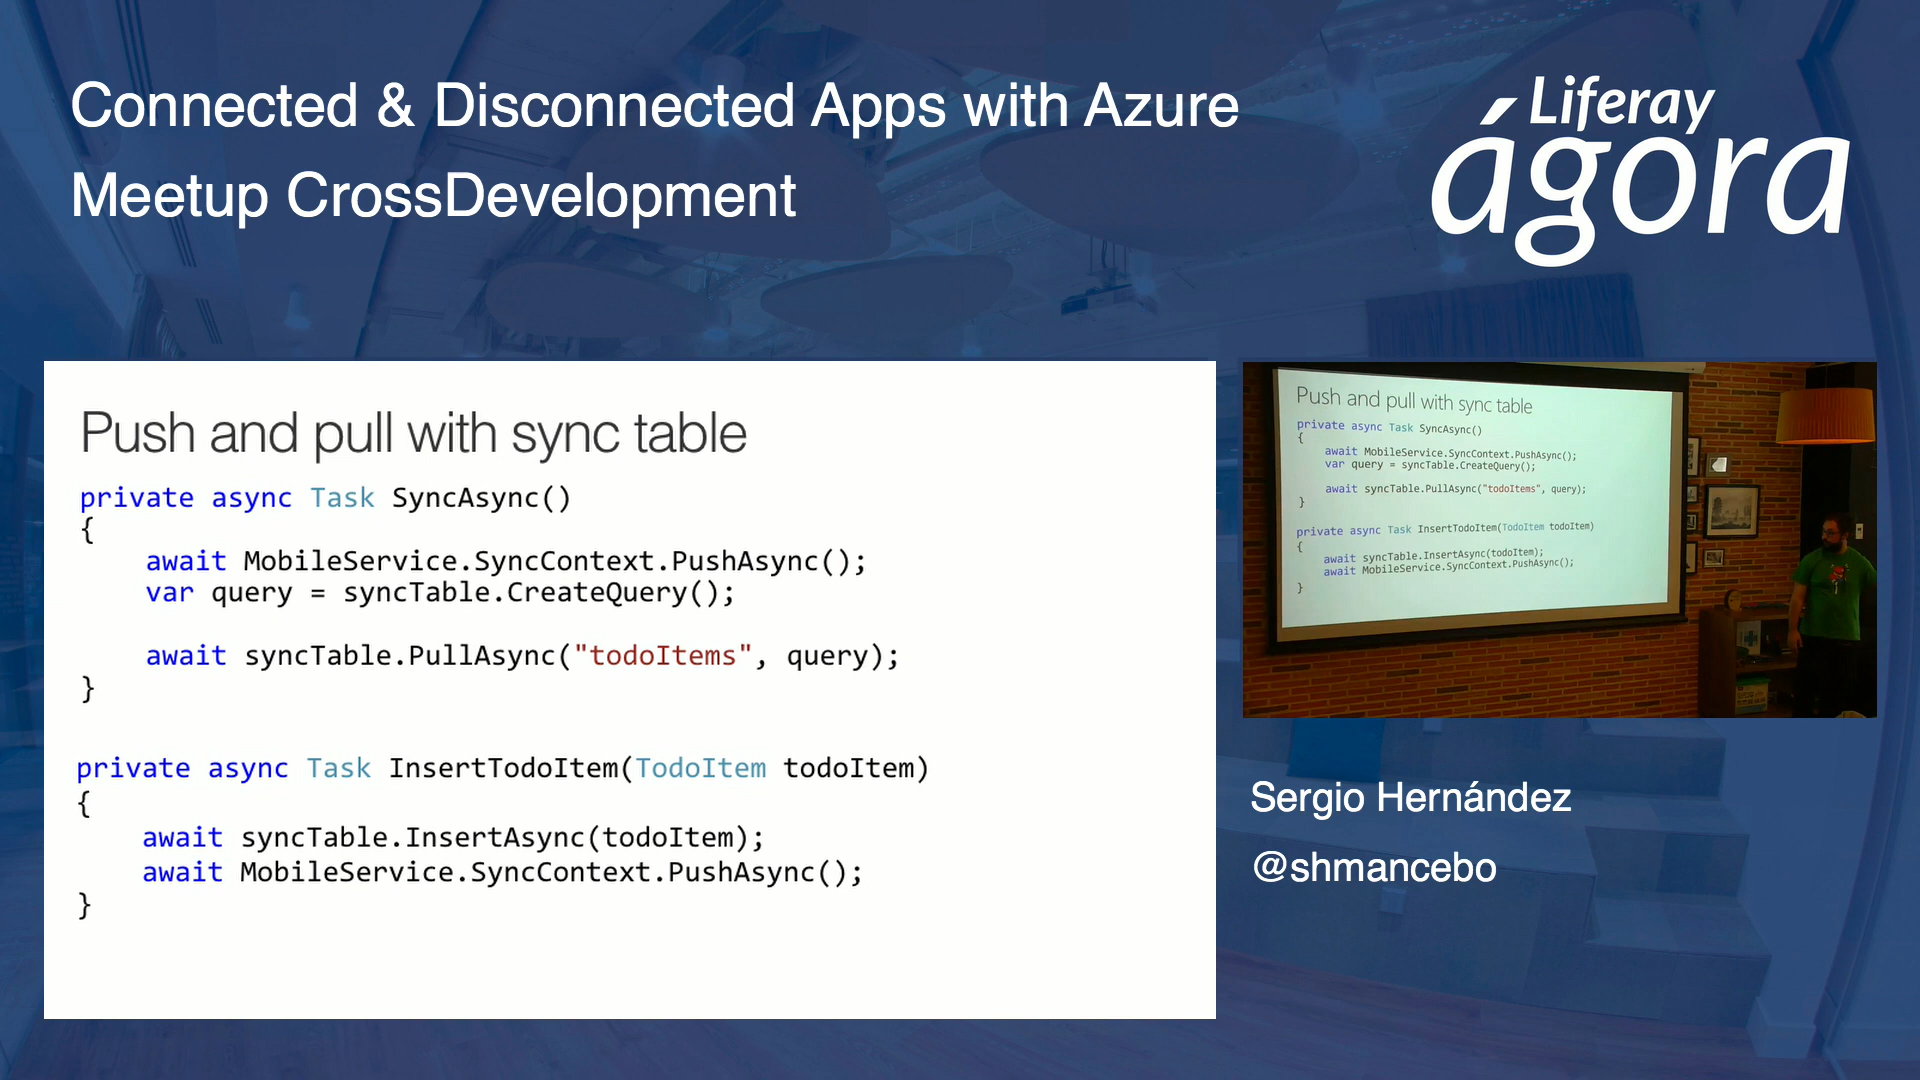 Connected & Disconnected Apps with Azure
Meetup CrossDevelopment
Liferay
ágora
Push and pull with sync table
private async Task SyncAsync()
{
await MobileService.SyncContext.PushAsync();
var query = syncTable.CreateQuery();
await syncTable.PullAsync("todoItems", query);
}
private async Task InsertTodoItem(TodoItem todoItem)
{
await syncTable.InsertAsync(todoItem);
await MobileService.SyncContext.PushAsync();
}
Push and pull with sync table
private async Task SyncAsync()
{
await MobileService.SyncContext.PushAsync();
var query = syncTable.CreateQuery();
await syncTable.PullAsync("todoItems", query);
}
private async Task InsertTodoItem(TodoItem todoItem)
{
await syncTable.InsertAsync(todoItem);
await MobileService.SyncContext.PushAsync();
}
Sergio Hernández
@shmancebo